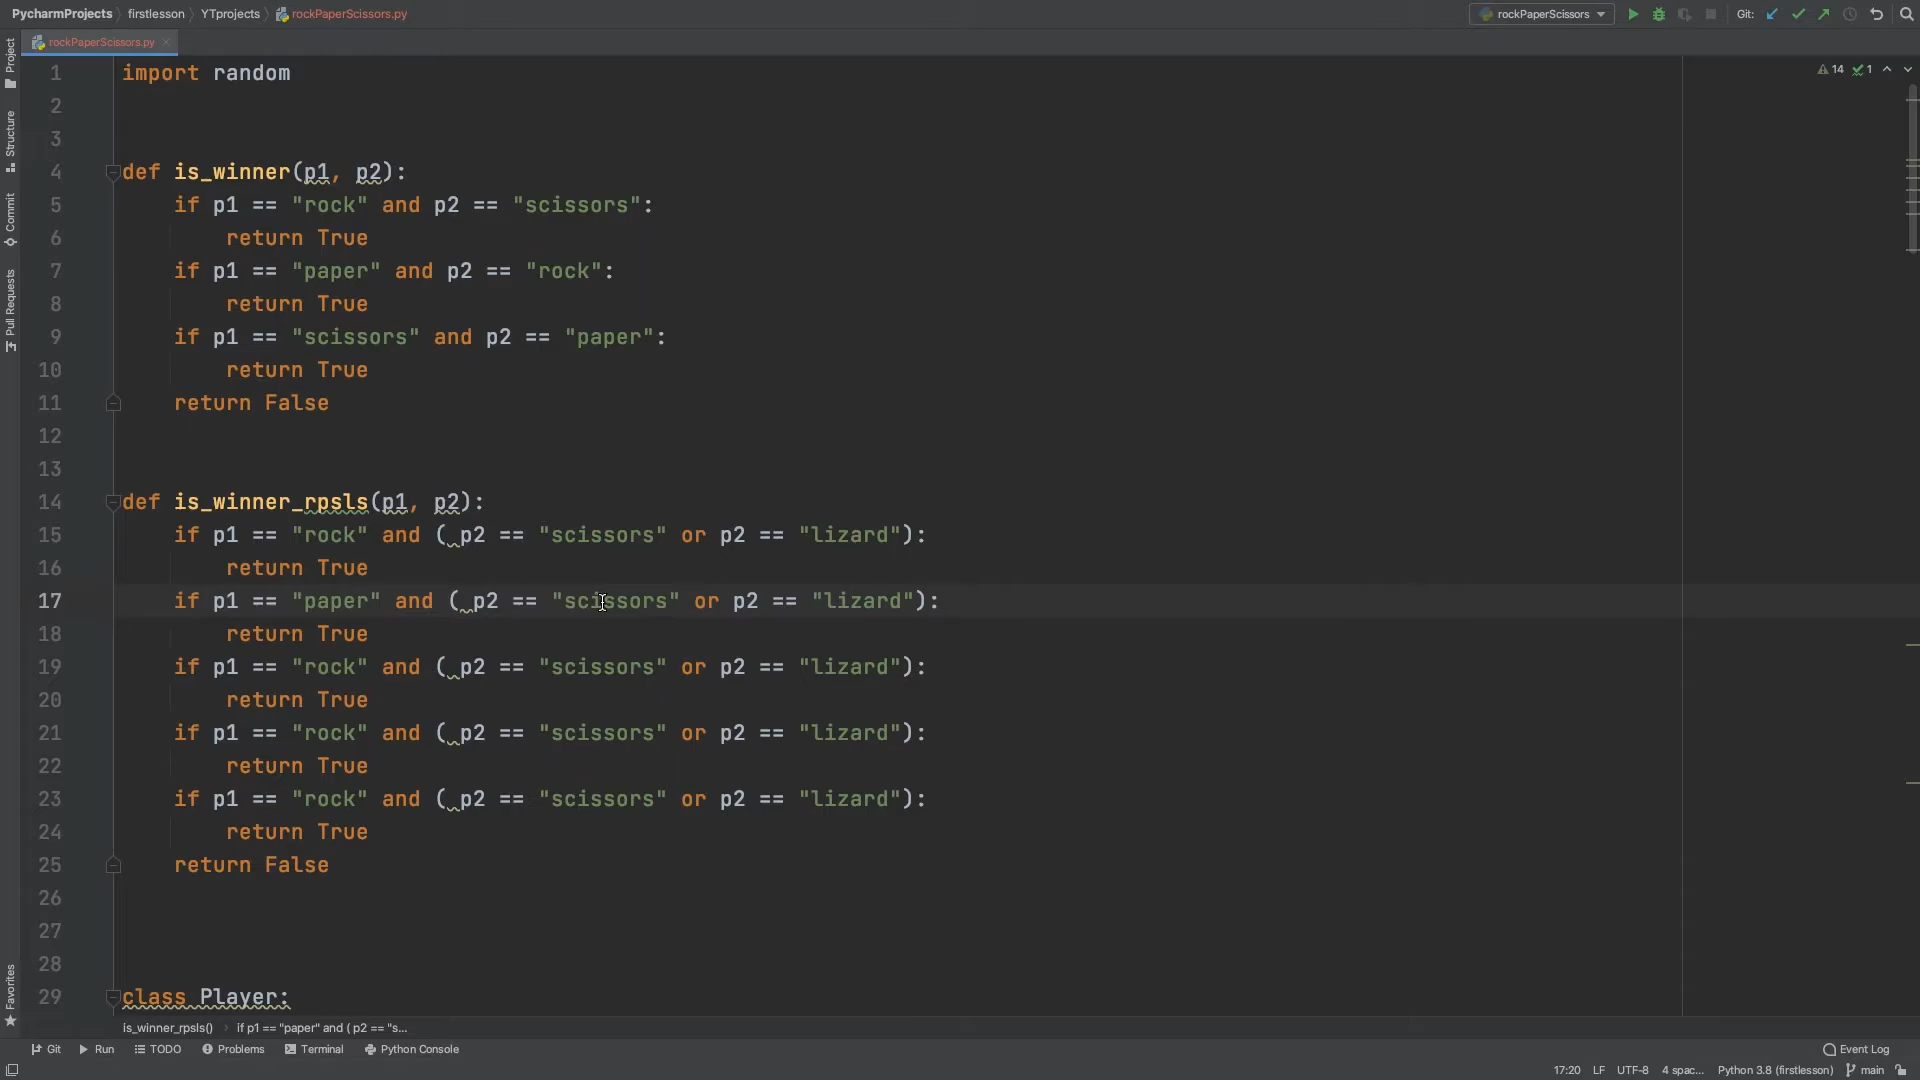 PycharmProjects firstlesson YTprojects rockPaperScissors.py
rockPaperScissors Git:
rockPaperScissors.py
Project
Structure
Commit
Pull Requests
Favorites
14 1
1 import random
2
3
4 def is_winner(p1, p2):
5 if p1 == "rock" and p2 == "scissors":
6 return True
7 if p1 == "paper" and p2 == "rock":
8 return True
9 if p1 == "scissors" and p2 == "paper":
10 return True
11 return False
12
13
14 def is_winner_rpsls(p1, p2):
15 if p1 == "rock" and ( p2 == "scissors" or p2 == "lizard"):
16 return True
17 if p1 == "paper" and ( p2 == "scissors" or p2 == "lizard"):
18 return True
19 if p1 == "rock" and ( p2 == "scissors" or p2 == "lizard"):
20 return True
21 if p1 == "rock" and ( p2 == "scissors" or p2 == "lizard"):
22 return True
23 if p1 == "rock" and ( p2 == "scissors" or p2 == "lizard"):
24 return True
25 return False
26
27
28
29 class Player:
is_winner_rpsls() if p1 == "paper" and ( p2 == "s...
Git Run TODO Problems Terminal Python Console Event Log
17:20 LF UTF-8 4 spac... Python 3.8 (firstlesson) main